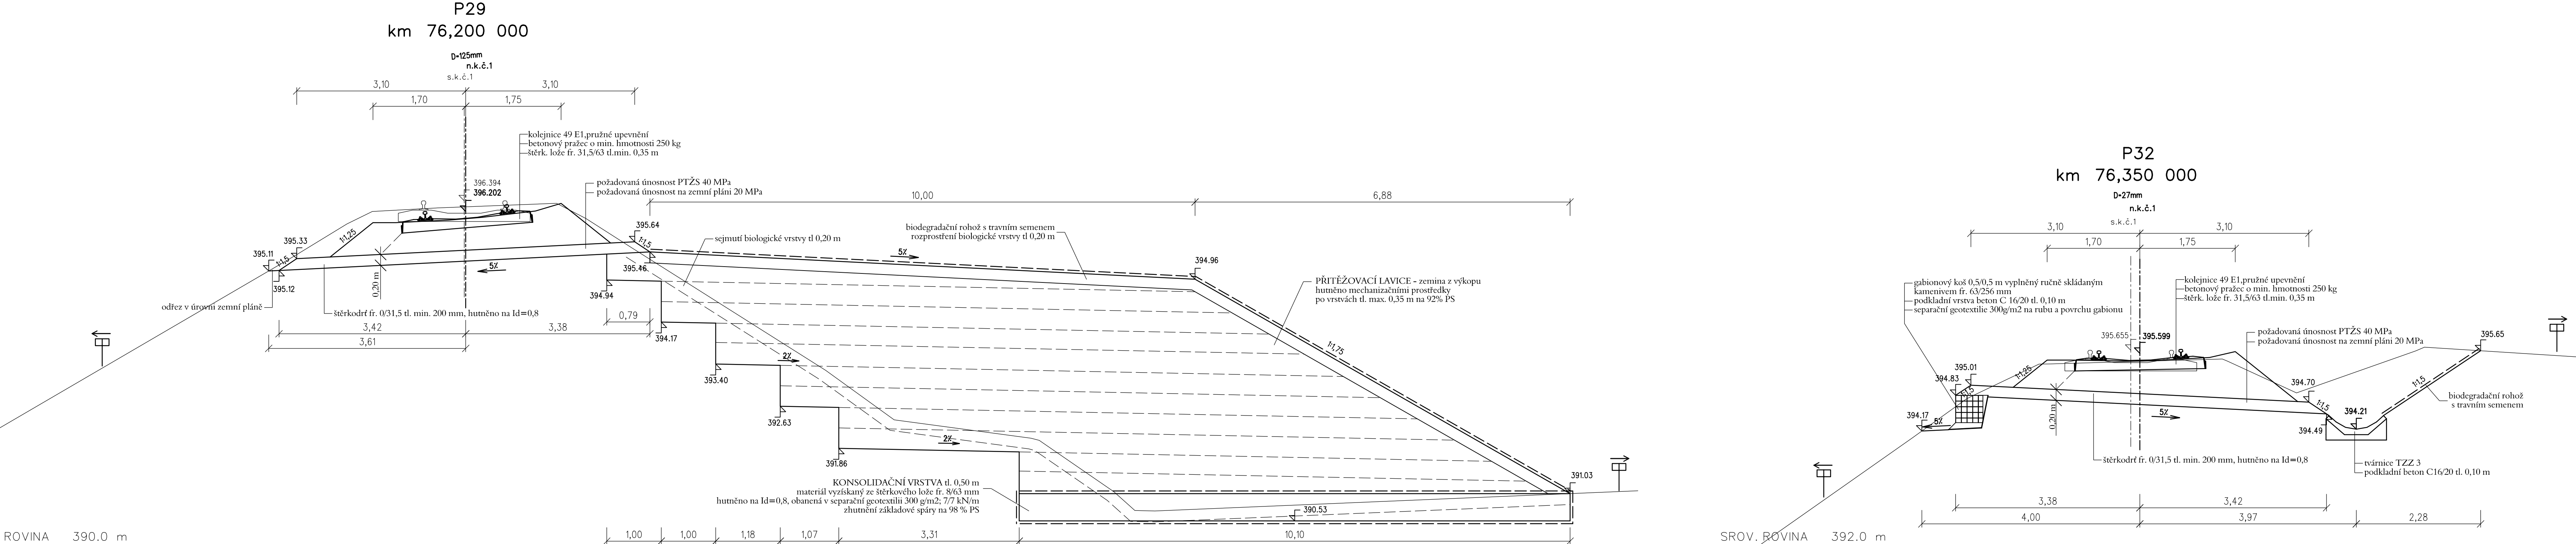 P29
km 76,200 000
D=125mm
n.k.č.1
s.k.č.1
3,10 3,10
1,70 1,75
kolejnice 49 E1,pružné upevnění
betonový pražec o min. hmotnosti 250 kg
štěrk. lože fr. 31,5/63 tl.min. 0,35 m
396.394
396.202
požadovaná únosnost PTŽS 40 MPa
požadovaná únosnost na zemní pláni 20 MPa
10,00 6,88
395.64
395.33
395.11
1:1,25
1:1,5
1:1,5
395.46
395.12
5%
0,20 m
sejmutí biologické vrstvy tl 0,20 m
biodegradační rohož s travním semenem
rozprostření biologické vrstvy tl 0,20 m
5%
394.96
PŘITĚŽOVACÍ LAVICE - zemina z výkopu
hutněno mechanizačními prostředky
po vrstvách tl. max. 0,35 m na 92% PS
odřez v úrovni zemní pláně
štěrkodrť fr. 0/31,5 tl. min. 200 mm, hutněno na Id=0,8
394.94
0,79
3,42 3,38
3,61
394.17
1:1,75
2%
393.40
392.63
2%
391.86
391.03
KONSOLIDAČNÍ VRSTVA tl. 0,50 m
materiál vyzískaný ze štěrkového lože fr. 8/63 mm
hutněno na Id=0,8, obanená v separační geotextilii 300 g/m2; 7/7 kN/m
zhutnění základové spáry na 98 % PS
390.53
1,00 1,00 1,18 1,07 3,31 10,10
ROVINA 390.0 m
P32
km 76,350 000
D=27mm
n.k.č.1
s.k.č.1
3,10 3,10
1,70 1,75
gabionový koš 0,5/0,5 m vyplněný ručně skládaným
kamenivem fr. 63/256 mm
podkladní vrstva beton C 16/20 tl. 0,10 m
separační geotextilie 300g/m2 na rubu a povrchu gabionu
kolejnice 49 E1,pružné upevnění
betonový pražec o min. hmotnosti 250 kg
štěrk. lože fr. 31,5/63 tl.min. 0,35 m
395.655 395.599
požadovaná únosnost PTŽS 40 MPa
požadovaná únosnost na zemní pláni 20 MPa
395.65
395.01
394.83
1:1,25
394.70
1:1,5
1:1,5
biodegradační rohož
s travním semenem
394.17
5%
0,20 m
5%
394.21
394.49
štěrkodrť fr. 0/31,5 tl. min. 200 mm, hutněno na Id=0,8
tvárnice TZZ 3
podkladní beton C16/20 tl. 0,10 m
3,38 3,42
4,00 3,97 2,28
SROV. ROVINA 392.0 m